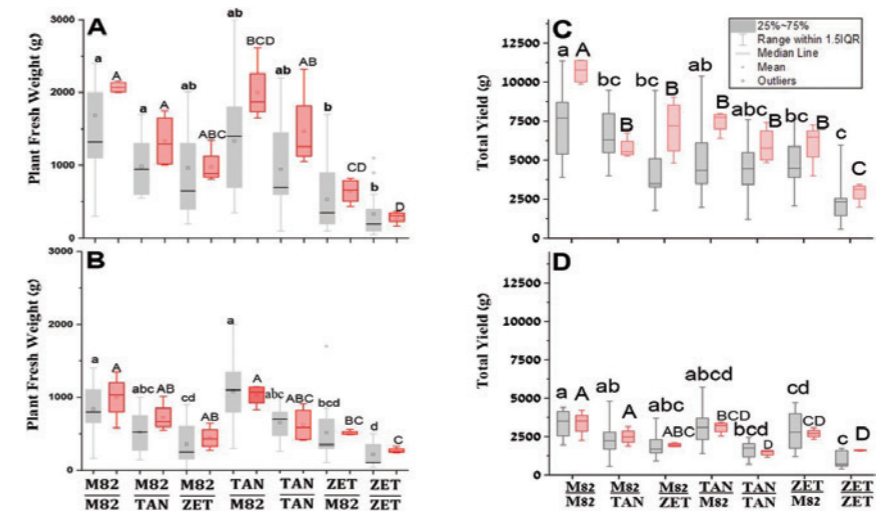 A
Plant Fresh Weight (g)
3000
2000
1000
0
a A
a A
ab ABC
ab BCD
ab AB
b CD
b D
B
Plant Fresh Weight (g)
3000
2000
1000
0
a A
abc AB
cd AB
a A
abc ABC
bcd BC
d C
M82 M82 M82 TAN TAN ZET ZET
M82 TAN ZET M82 TAN M82 ZET
C
Total Yield (g)
12500
10000
7500
5000
2500
0
25%~75%
Range within 1.5IQR
Median Line
Mean
Outliers
a A
bc B
bc B
ab A
abc B
ab B
c C
D
Total Yield (g)
12500
10000
7500
5000
2500
0
a A
ab A
abc ABC
abcd BCD
bcd D
cd CD
c D
M82 M82 M82 TAN TAN ZET ZET
M82 TAN ZET M82 TAN M82 ZET